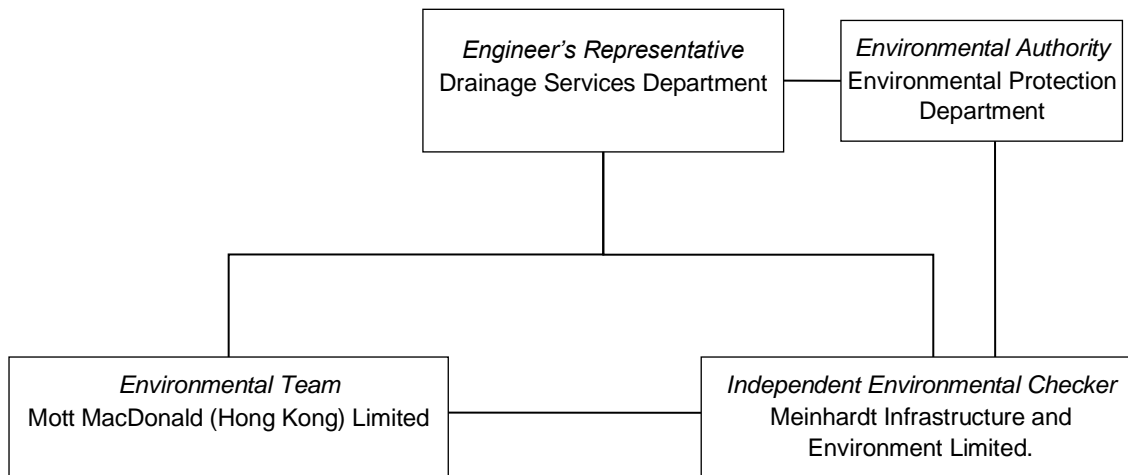 Engineer's Representative
Drainage Services Department
Environmental Authority
Environmental Protection
Department
Environmental Team
Mott MacDonald (Hong Kong) Limited
Independent Environmental Checker
Meinhardt Infrastructure and
Environment Limited.